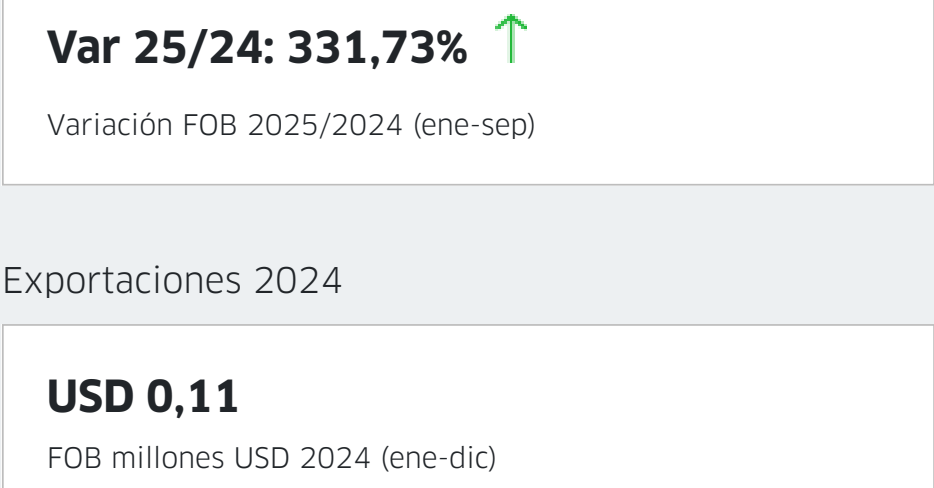 Var 25/24: 331,73%
Variación FOB 2025/2024 (ene-sep)
Exportaciones 2024
USD 0,11
FOB millones USD 2024 (ene-dic)